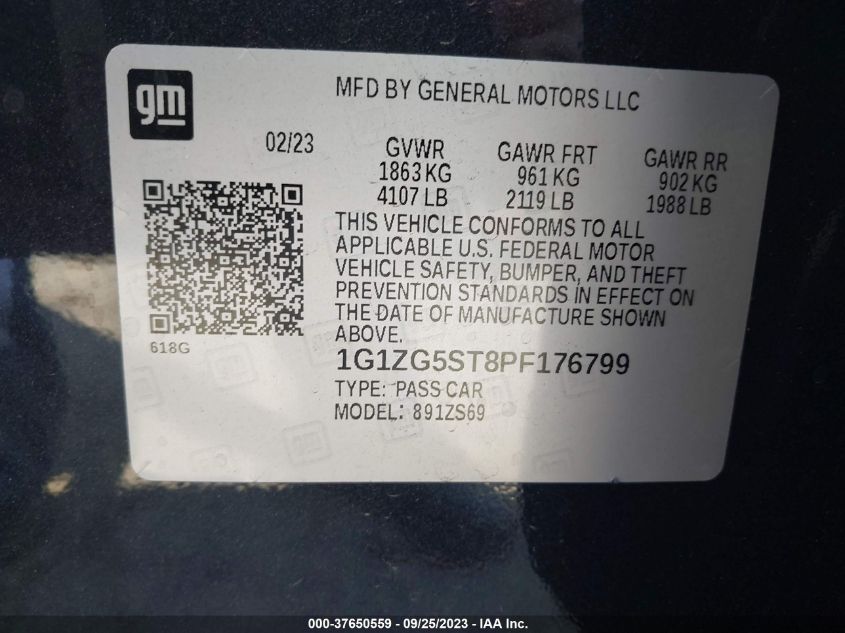 gm
MFD BY GENERAL MOTORS LLC
02/23
GVWR
1863 KG
4107 LB
GAWR FRT
961 KG
2119 LB
GAWR RR
902 KG
1988 LB
THIS VEHICLE CONFORMS TO ALL
APPLICABLE U.S. FEDERAL MOTOR
VEHICLE SAFETY, BUMPER, AND THEFT
PREVENTION STANDARDS IN EFFECT ON
THE DATE OF MANUFACTURE SHOWN
ABOVE.
618G
1G1ZG5ST8PF176799
TYPE: PASS CAR
MODEL: 891ZS69
000-37650559 - 09/25/2023 - IAA Inc.